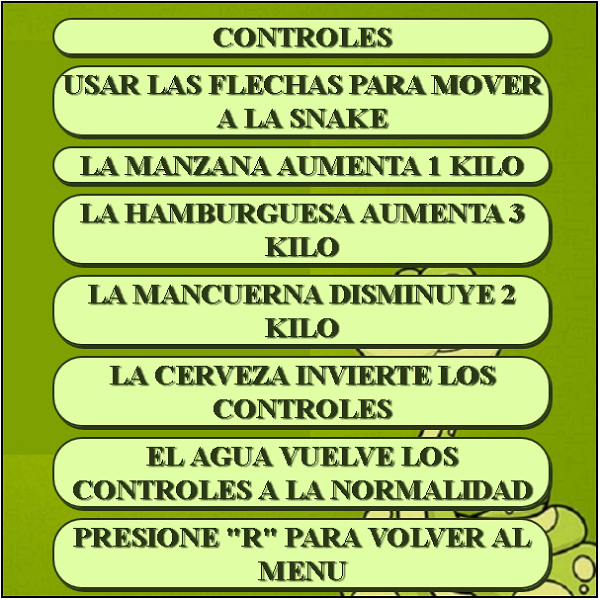 CONTROLES
USAR LAS FLECHAS PARA MOVER
A LA SNAKE
LA MANZANA AUMENTA 1 KILO
LA HAMBURGUESA AUMENTA 3
KILO
LA MANCUERNA DISMINUYE 2
KILO
LA CERVEZA INVIERTE LOS
CONTROLES
EL AGUA VUELVE LOS
CONTROLES A LA NORMALIDAD
PRESIONE "R" PARA VOLVER AL
MENU